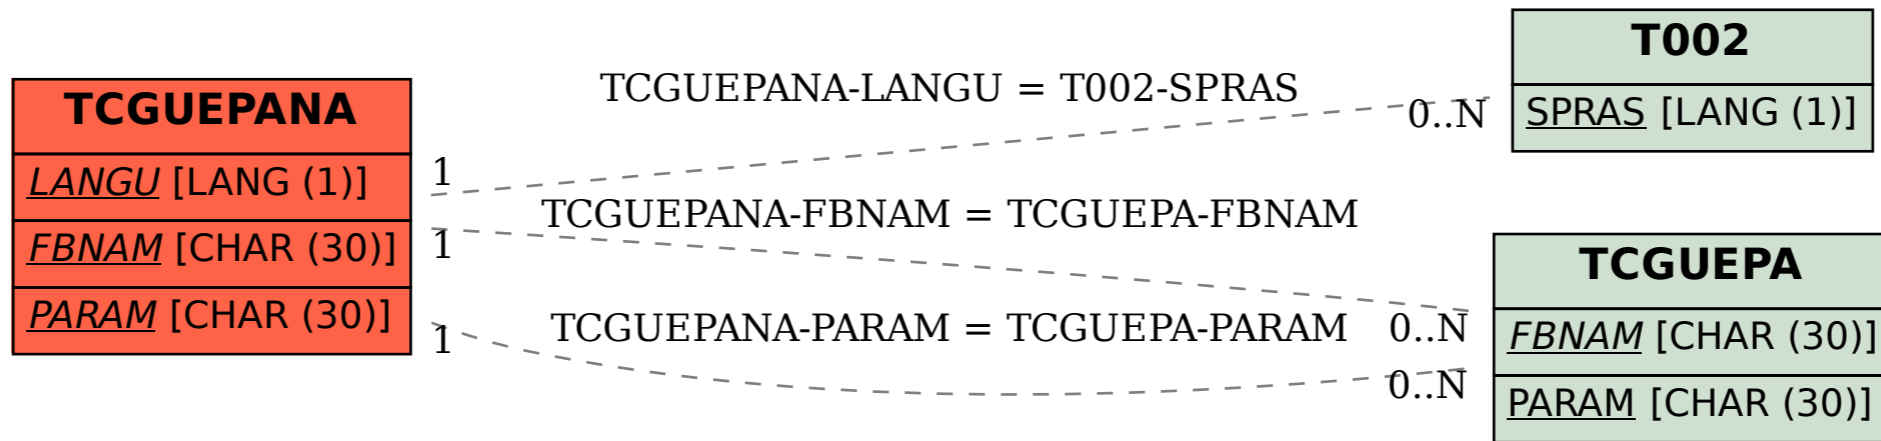 TCGUEPANA
LANGU [LANG (1)]
FBNAM [CHAR (30)]
PARAM [CHAR (30)]
TCGUEPANA-LANGU = T002-SPRAS
1
0..N
TCGUEPANA-FBNAM = TCGUEPA-FBNAM
1
0..N
TCGUEPANA-PARAM = TCGUEPA-PARAM
1
0..N
T002
SPRAS [LANG (1)]
TCGUEPA
FBNAM [CHAR (30)]
PARAM [CHAR (30)]